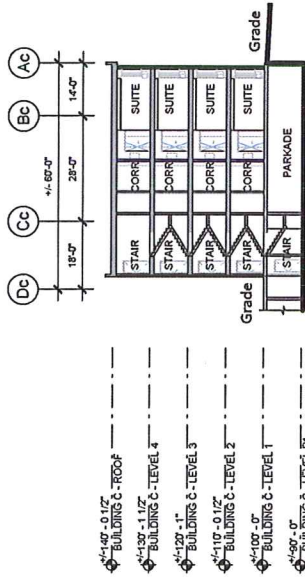 Dc
Cc
Bc
Ac
+/- 60'-0"
18'-0"
28'-0"
14'-0"
+/-140' - 0 1/2"
BUILDING C - ROOF
STAIR
CORR
SUITE
+/-130' - 1 1/2"
BUILDING C - LEVEL 4
STAIR
CORR
SUITE
+/-120' - 1"
BUILDING C - LEVEL 3
STAIR
CORR
SUITE
+/-110' - 0 1/2"
BUILDING C - LEVEL 2
STAIR
CORR
SUITE
+/-100' - 0"
BUILDING C - LEVEL 1
Grade
Grade
STAIR
PARKADE
+/-90' - 0"